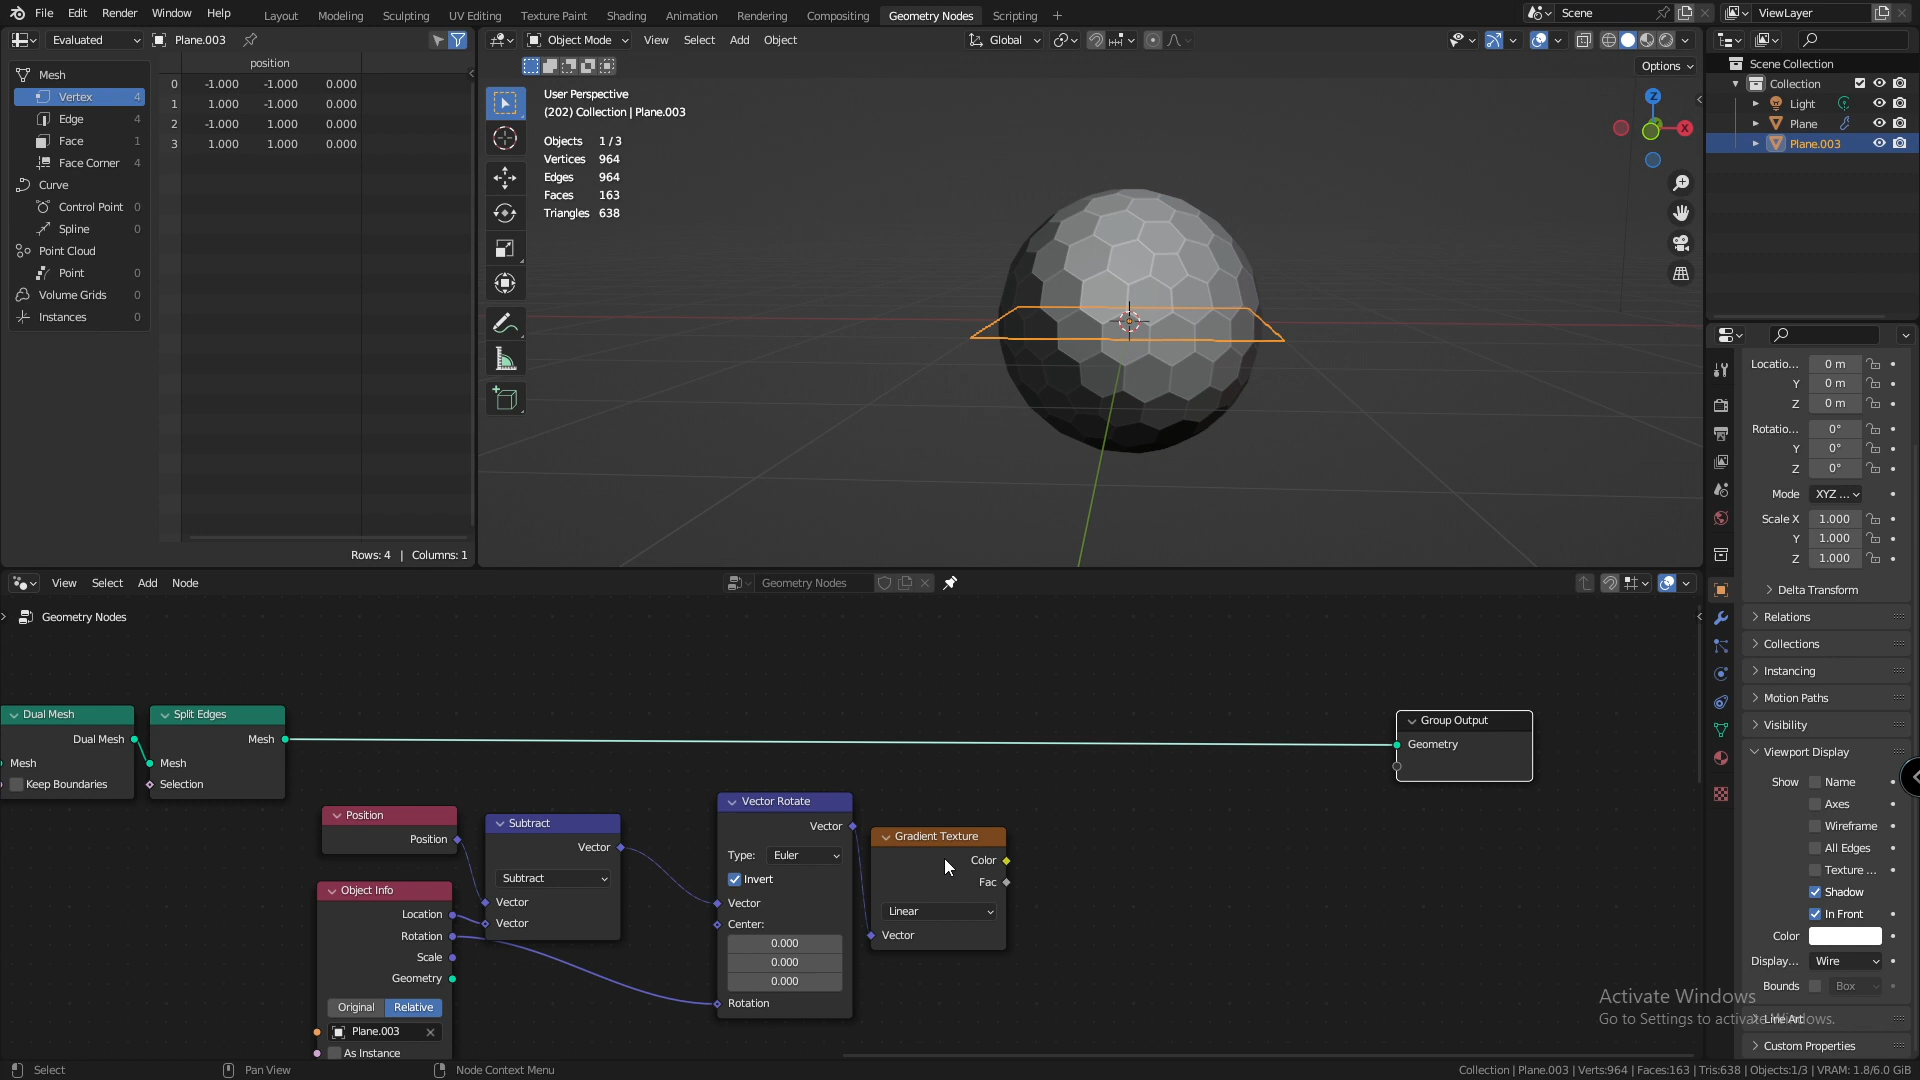 File Edit Render Window Help Layout Modeling Sculpting UV Editing Texture Paint Shading Animation Rendering Compositing Geometry Nodes Scripting + Scene ViewLayer
Evaluated Plane.003
Object Mode View Select Add Object Global
Options
position
0 -1.000 -1.000 0.000
1 1.000 -1.000 0.000
2 -1.000 1.000 0.000
3 1.000 1.000 0.000
Mesh
Vertex 4
Edge 4
Face 1
Face Corner 4
Curve
Control Point 0
Spline 0
Point Cloud
Point 0
Volume Grids 0
Instances 0
Rows: 4 | Columns: 1
User Perspective
(202) Collection | Plane.003
Objects 1/3
Vertices 964
Edges 964
Faces 163
Triangles 638
Z
X
Scene Collection
Collection
Light
Plane
Plane.003
Locatio... 0 m
Y 0 m
Z 0 m
Rotatio... 0°
Y 0°
Z 0°
Mode XYZ ...
Scale X 1.000
Y 1.000
Z 1.000
Delta Transform
Relations
Collections
Instancing
Motion Paths
Visibility
Viewport Display
Show Name
Axes
Wireframe
All Edges
Texture ...
Shadow
In Front
Color
Display... Wire
Bounds Box
Line Art
Custom Properties
View Select Add Node Geometry Nodes
Geometry Nodes
Dual Mesh
Dual Mesh
Mesh
Keep Boundaries
Split Edges
Mesh
Mesh
Selection
Position
Position
Object Info
Location
Rotation
Scale
Geometry
Original Relative
Plane.003
As Instance
Subtract
Vector
Subtract
Vector
Vector
Vector Rotate
Vector
Type: Euler
Invert
Vector
Center:
0.000
0.000
0.000
Rotation
Gradient Texture
Color
Fac
Linear
Vector
Group Output
Geometry
Activate Windows
Go to Settings to activate Windows.
Select Pan View Node Context Menu
Collection | Plane.003 | Verts:964 | Faces:163 | Tris:638 | Objects:1/3 | VRAM: 1.8/6.0 GiB